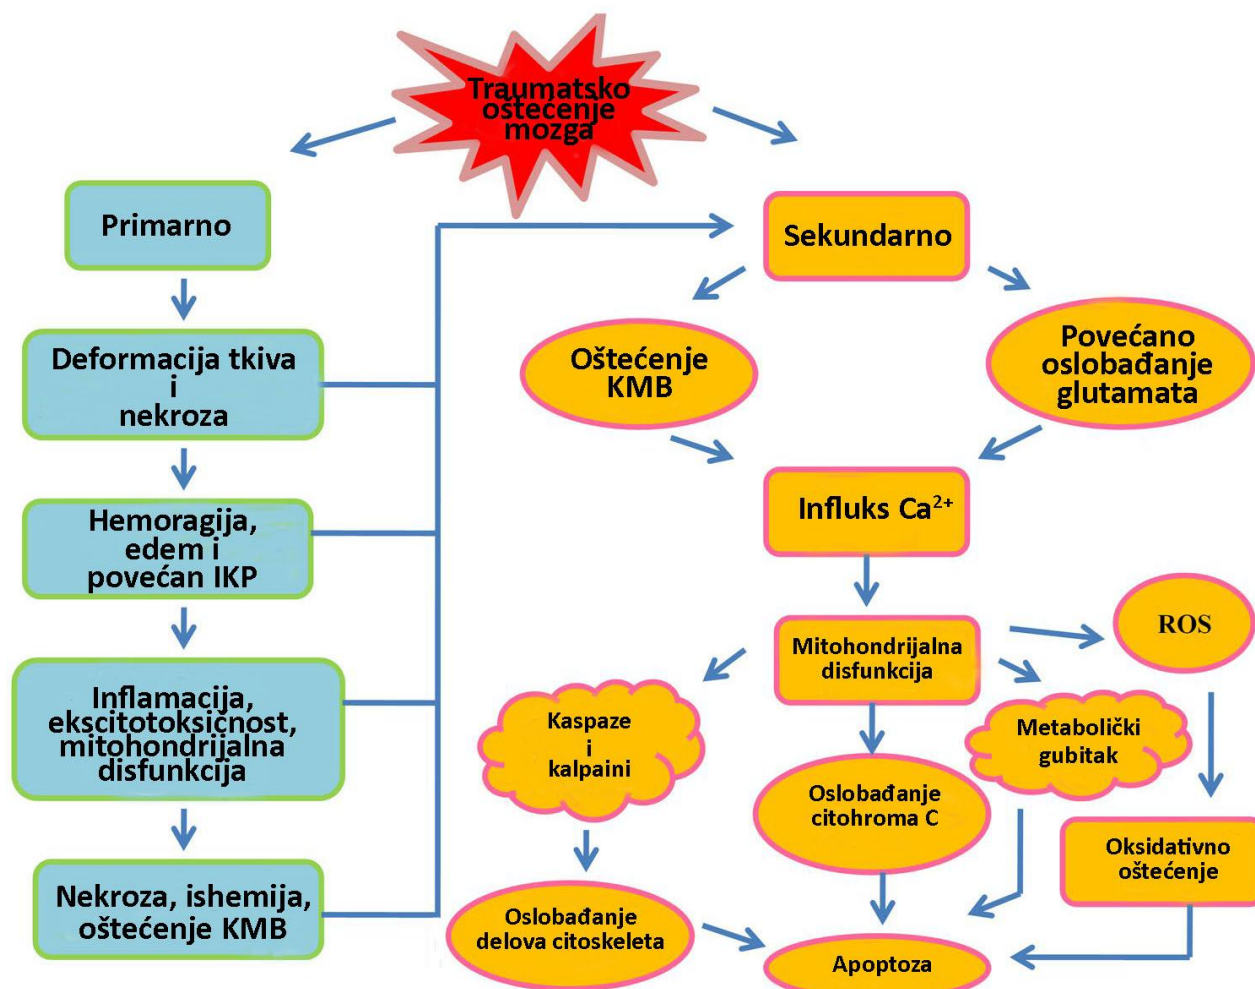 Traumatsko
oštećenje
mozga
Primarno
Deformacija tkiva
i
nekroza
Hemoragija,
edem i
povećan IKP
Inflamacija,
ekscitotoksičnost,
mitohondrijalna
disfunkcija
Nekroza, ishemija,
oštećenje KMB
Sekundarno
Oštećenje
KMB
Povećano
oslobađanje
glutamata
Influks Ca²⁺
Mitohondrijalna
disfunkcija
ROS
Kaspaze
i
kalpaini
Oslobađanje
citohroma C
Metabolički
gubitak
Oksidativno
oštećenje
Oslobađanje
delova citoskeleta
Apoptoza